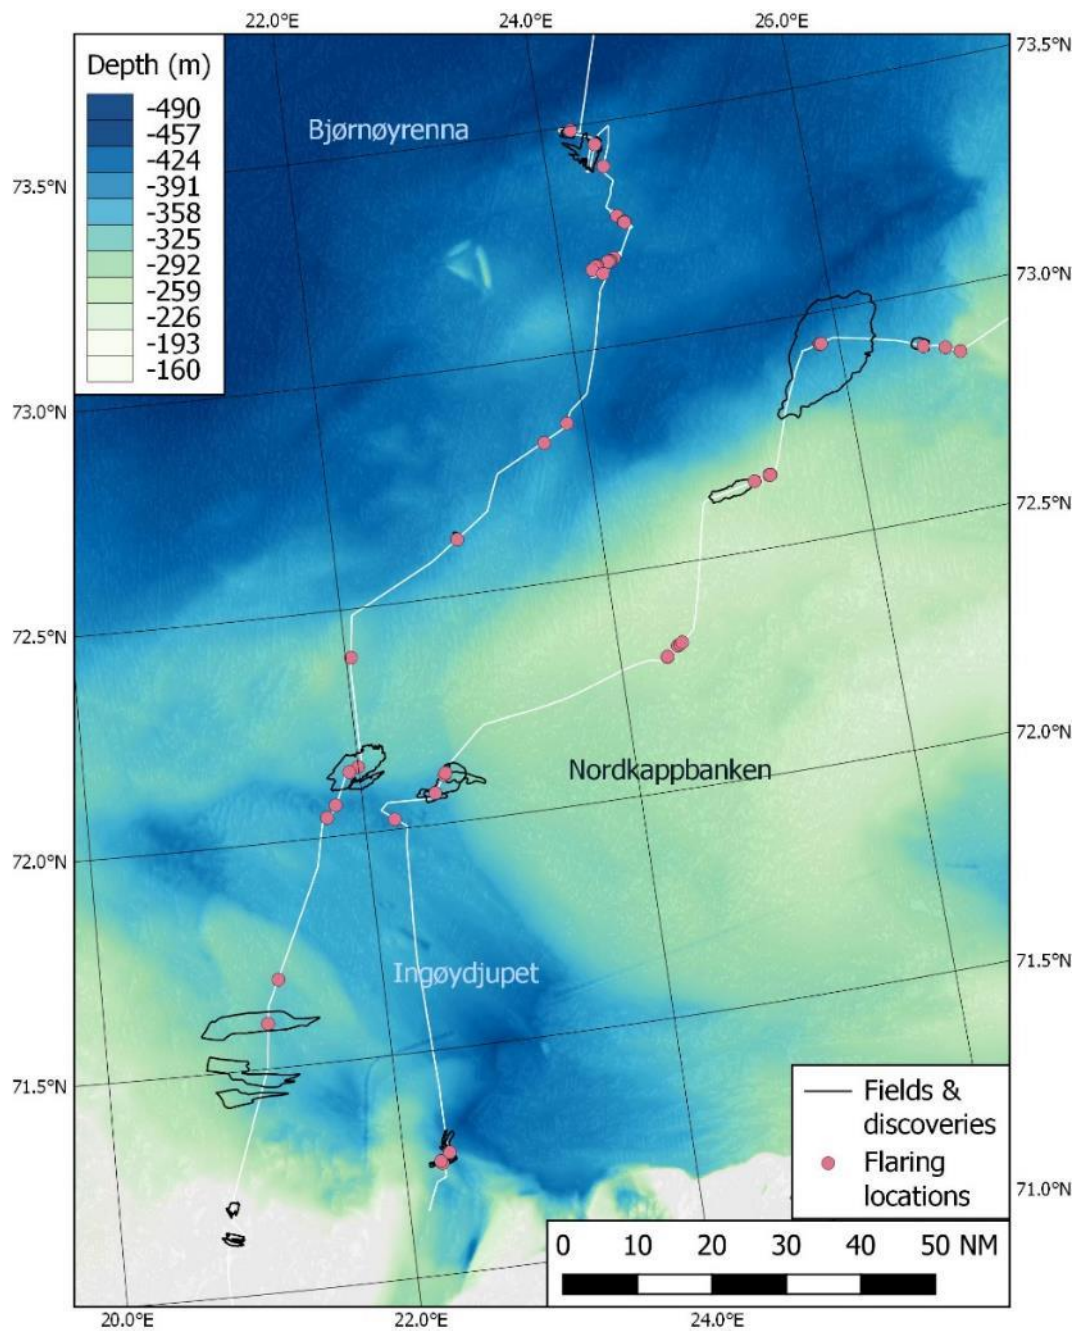 22.0°E 24.0°E 26.0°E
73.5°N
Depth (m)
-490
-457
-424
-391
-358
-325
-292
-259
-226
-193
-160
Bjørnøyrenna
73.5°N
73.0°N
73.0°N
72.5°N
72.5°N
72.0°N
Nordkappbanken
72.0°N
71.5°N
Ingøydjupet
71.5°N
Fields &
discoveries
Flaring
locations
71.0°N
0 10 20 30 40 50 NM
20.0°E 22.0°E 24.0°E